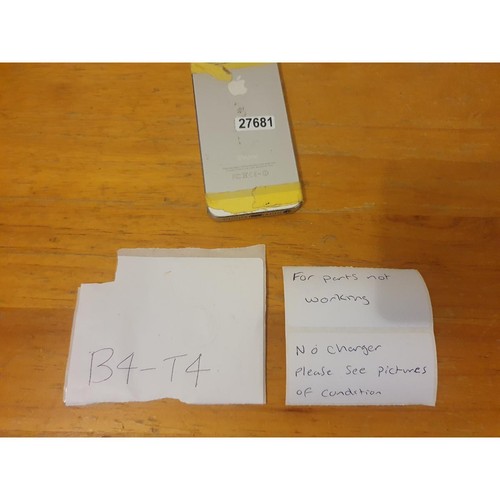 27681
B4-T4
For parts not
working
No charger
Please See pictures
of condition